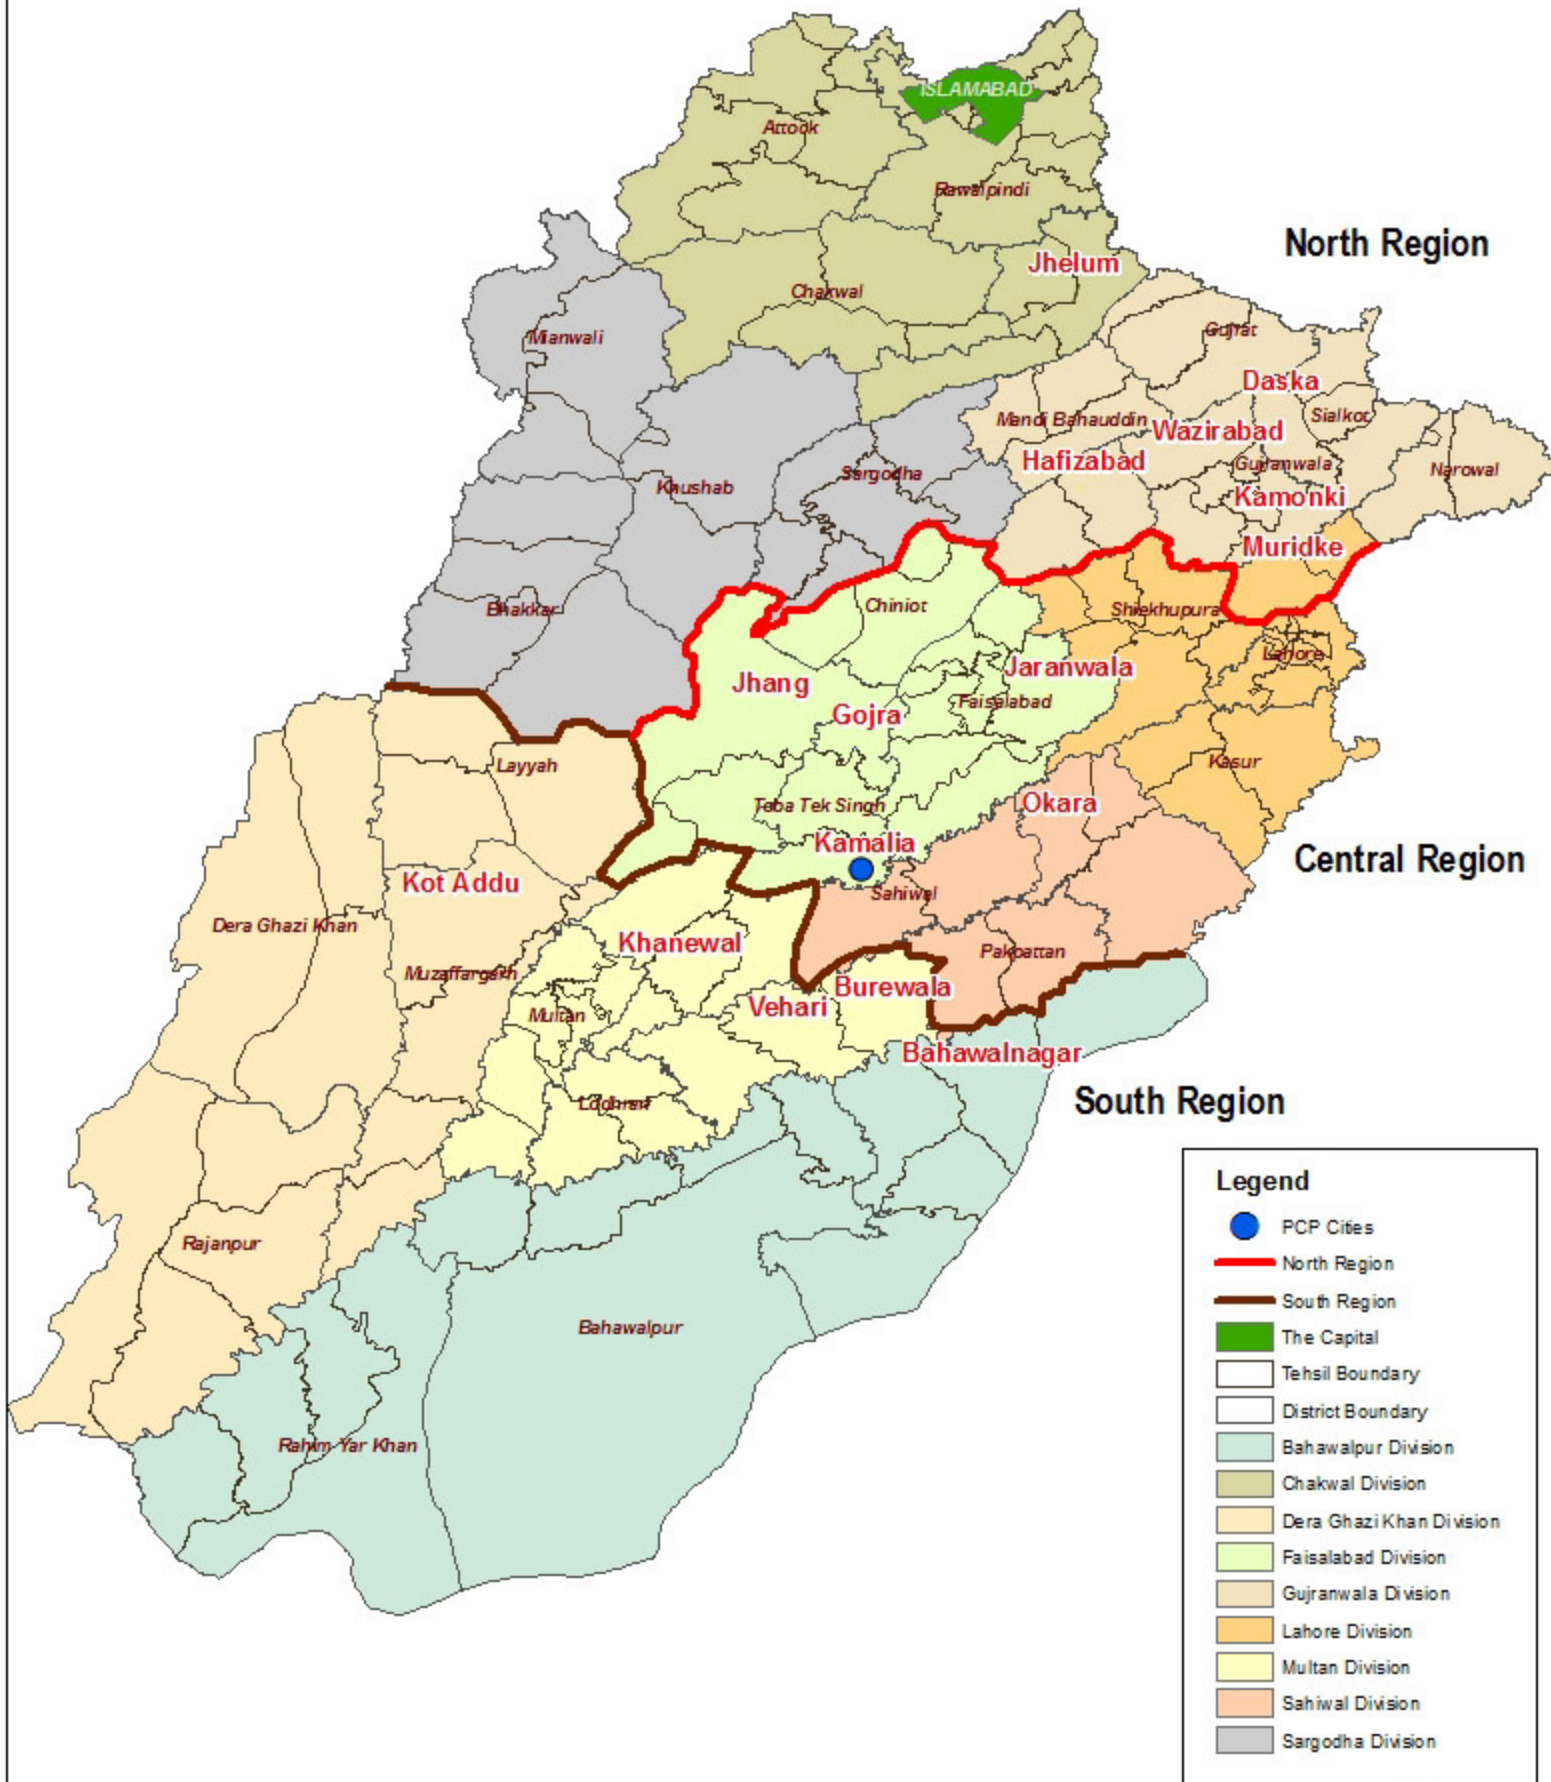 ISLAMABAD
Attock
Rawalpindi
North Region
Jhelum
Chakwal
Gujrat
Mianwali
Daska
Mandi Bahauddin
Sialkot
Wazirabad
Hafizabad
Gujranwala
Narowal
Sargodha
Khushab
Kamonki
Muridke
Bhakkar
Chiniot
Shiekhupura
Lahore
Jaranwala
Jhang
Faisalabad
Gojra
Layyah
Kasur
Toba Tek Singh
Okara
Kamalia
Central Region
Kot Addu
Sahiwal
Dera Ghazi Khan
Khanewal
Pakpattan
Muzaffargarh
Burewala
Vehari
Multan
Bahawalnagar
South Region
Lodhran
Rajanpur
Bahawalpur
Rahim Yar Khan
Legend
PCP Cities
North Region
South Region
The Capital
Tehsil Boundary
District Boundary
Bahawalpur Division
Chakwal Division
Dera Ghazi Khan Division
Faisalabad Division
Gujranwala Division
Lahore Division
Multan Division
Sahiwal Division
Sargodha Division